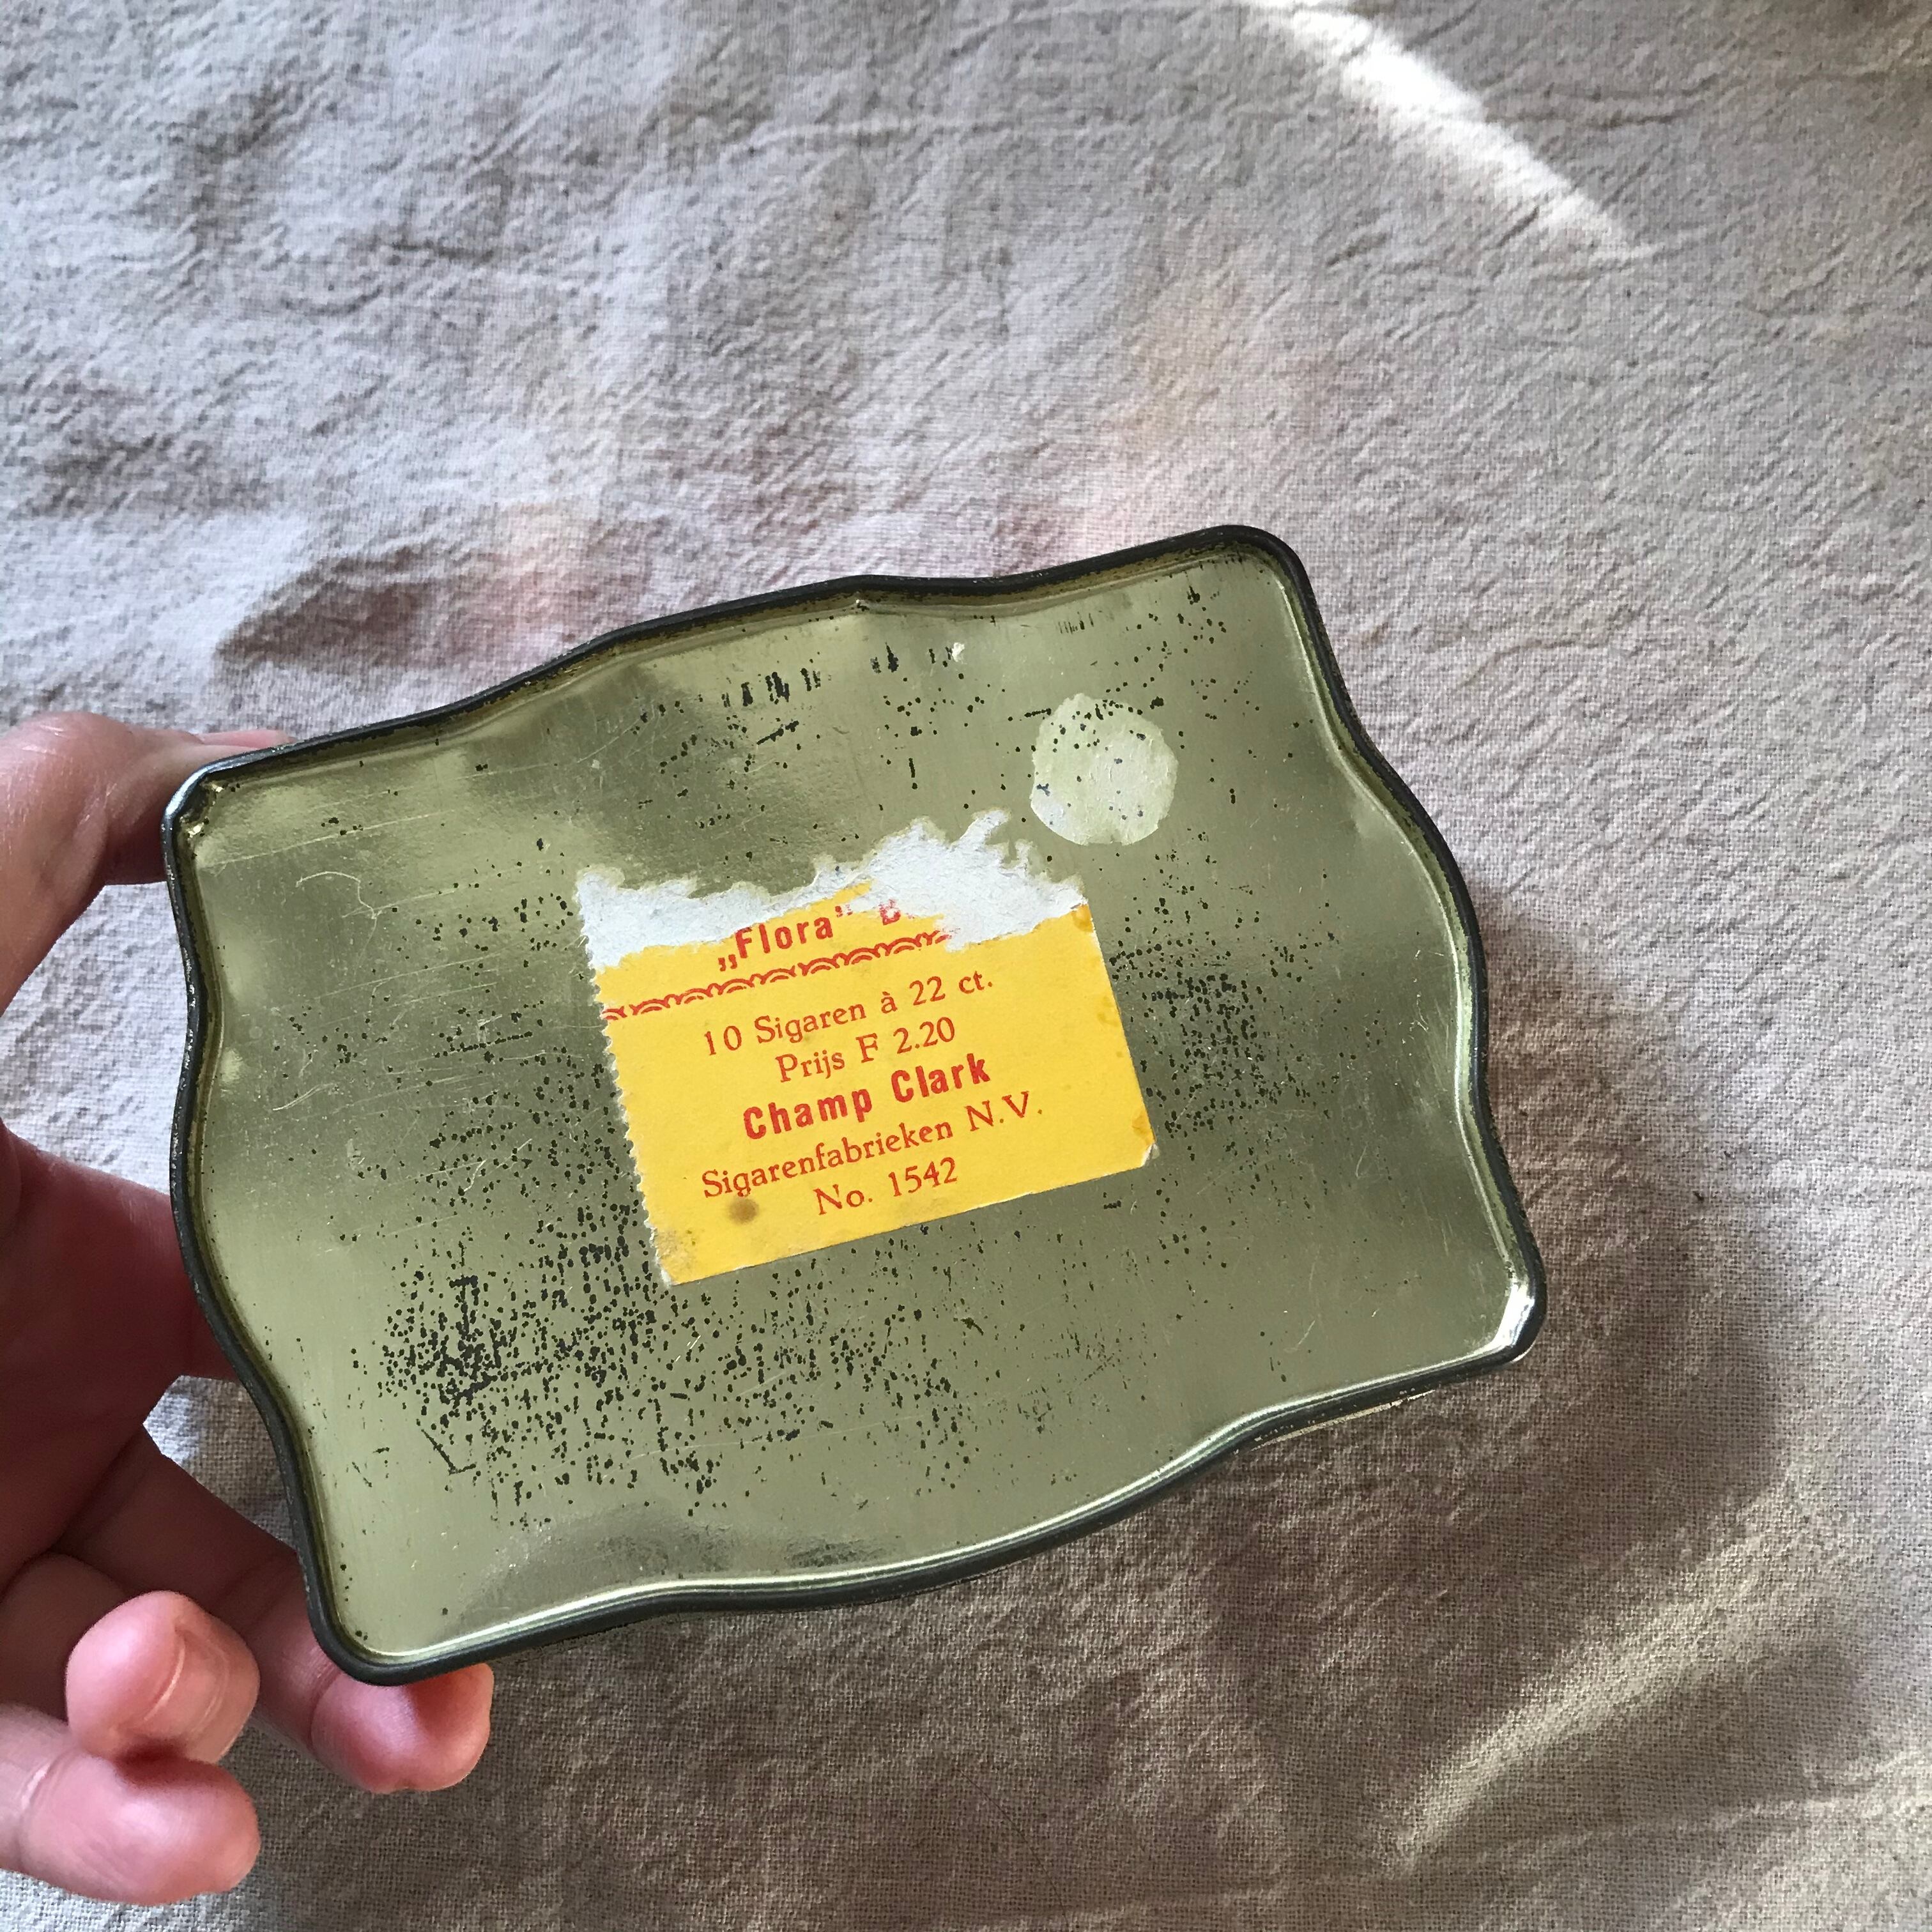 „Flora”
10 Sigaren à 22 ct.
Prijs F 2.20
Champ Clark
Sigarenfabrieken N.V.
No. 1542